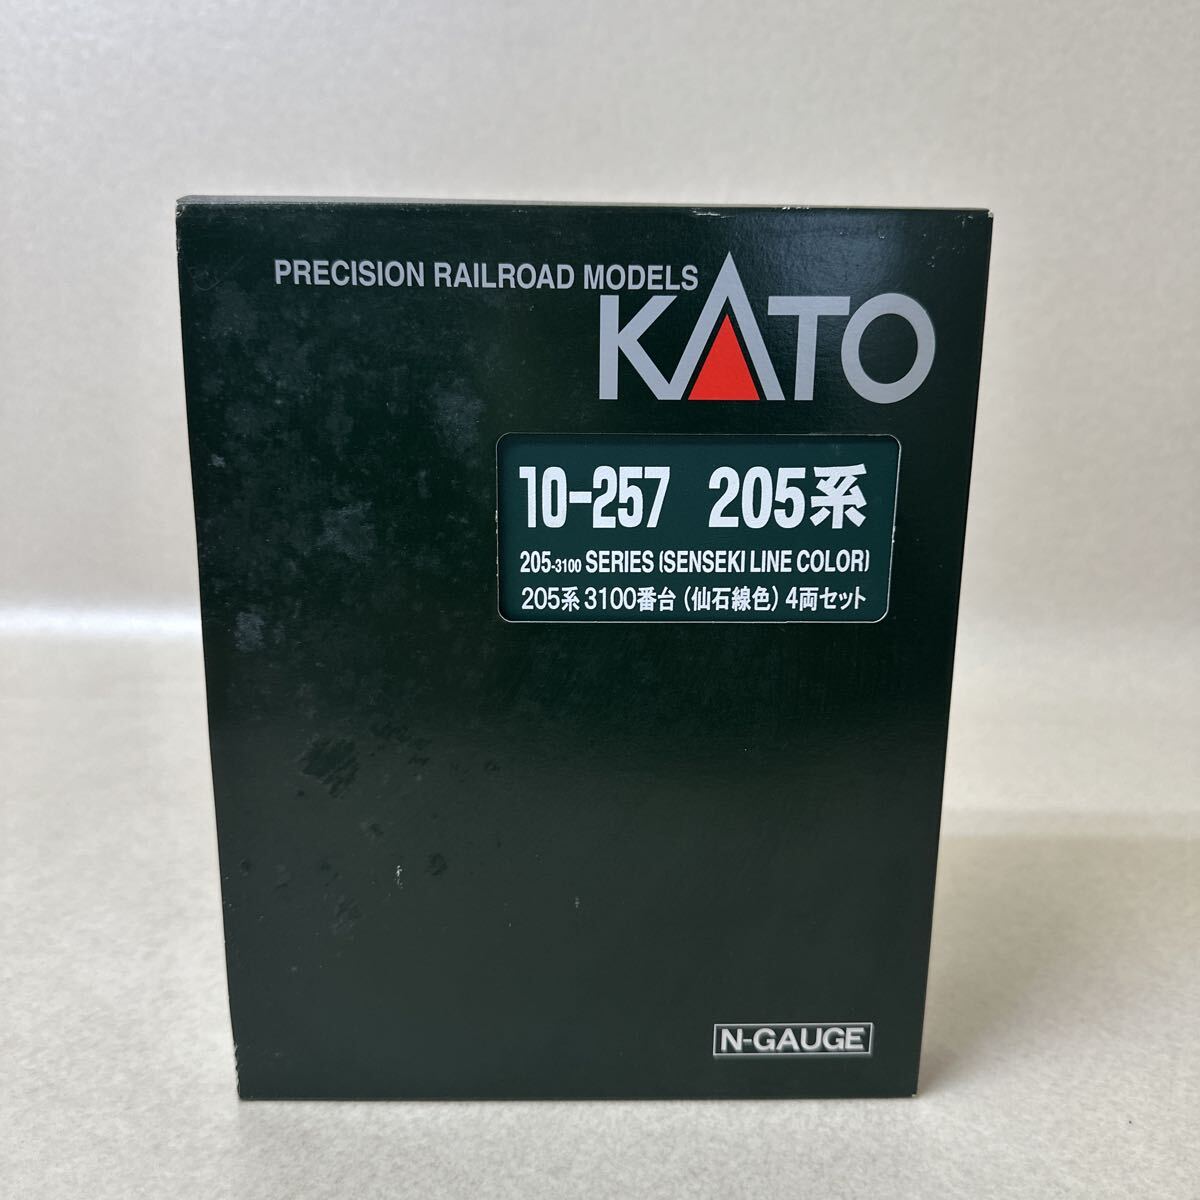 PRECISION RAILROAD MODELS
KATO
10-257 205系
205-3100 SERIES (SENSEKI LINE COLOR)
205系3100番台(仙石線色)4両セット
N-GAUGE